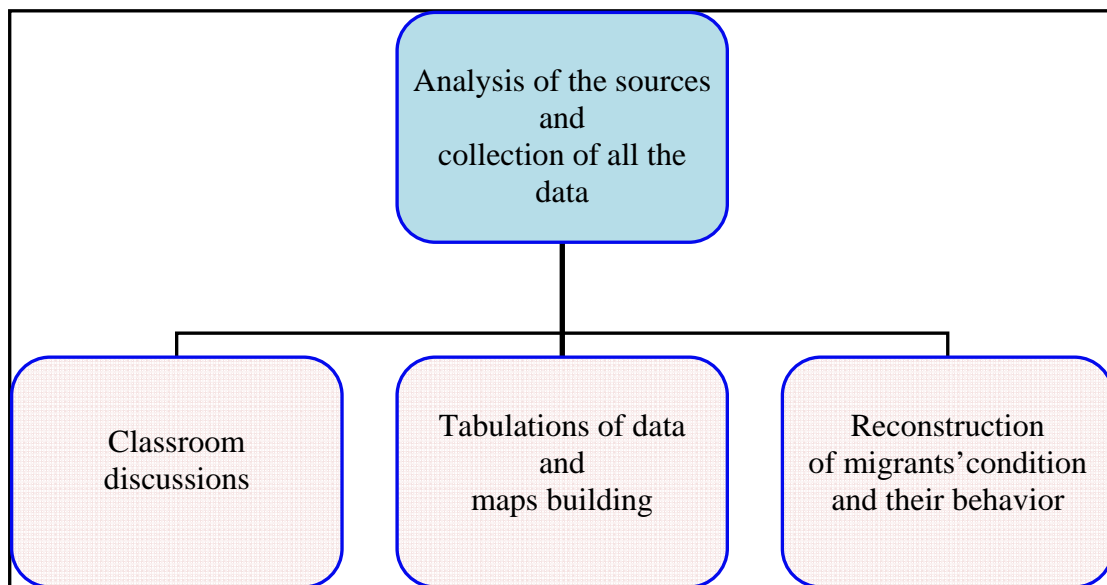 Analysis of the sources
and
collection of all the
data
Classroom
discussions
Tabulations of data
and
maps building
Reconstruction
of migrants’condition
and their behavior